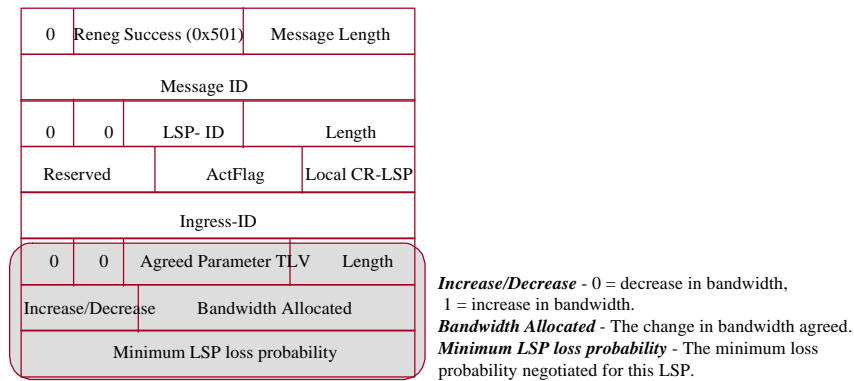 0 Reneg Success (0x501) Message Length
Message ID
0 0 LSP- ID Length
Reserved ActFlag Local CR-LSP
Ingress-ID
0 0 Agreed Parameter TLV Length
Increase/Decrease Bandwidth Allocated
Minimum LSP loss probability
Increase/Decrease - 0 = decrease in bandwidth,
1 = increase in bandwidth.
Bandwidth Allocated - The change in bandwidth agreed.
Minimum LSP loss probability - The minimum loss
probability negotiated for this LSP.